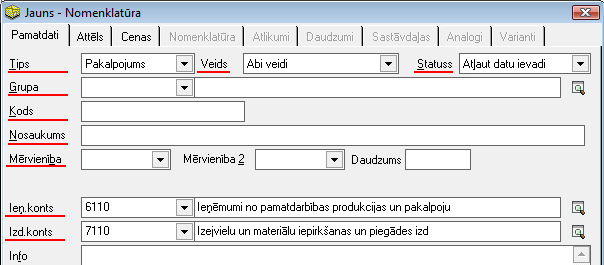 Jauns - Nomenklatūra
Pamatdati Attēls Cenas Nomenklatūra Atlikumi Daudzumi Sastāvdaļas Analogi Varianti
Tips Pakalpojums Veids Abi veidi Statuss Atļaut datu ievadi
Grupa
Kods
Nosaukums
Mērvienība Mērvienība 2 Daudzums
Ieņ.konts 6110 Ieņēmumi no pamatdarbības produkcijas un pakalpoju
Izd.konts 7110 Izejvielu un materiālu iepirkšanas un piegādes izd
Info